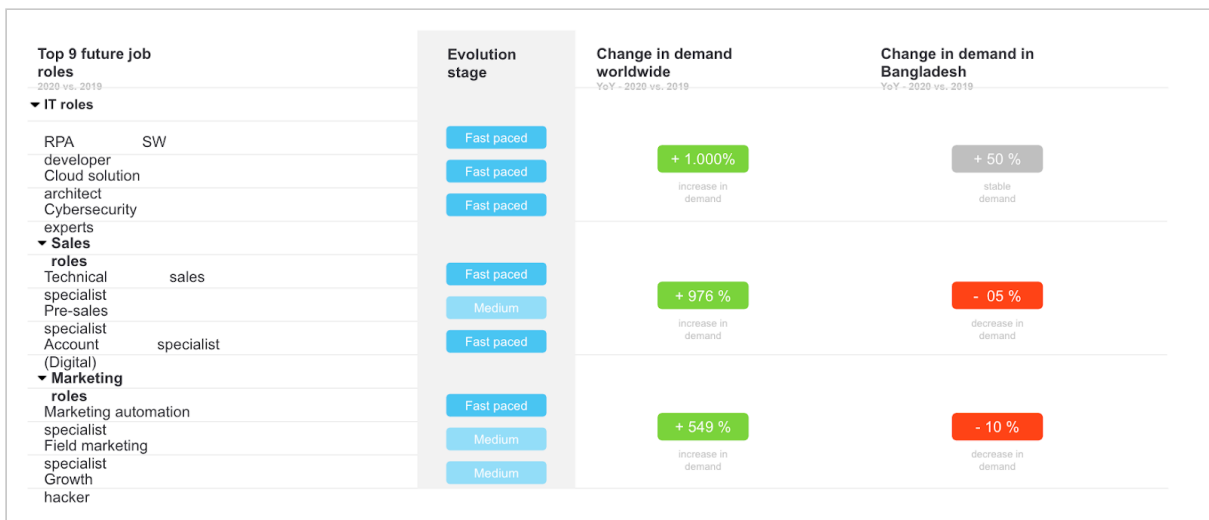 Top 9 future job
roles
2020 vs. 2019
Evolution
stage
Change in demand
worldwide
YoY - 2020 vs. 2019
Change in demand in
Bangladesh
YoY - 2020 vs. 2019
IT roles
RPA SW
developer
Fast paced
Cloud solution
architect
Fast paced
Cybersecurity
experts
Fast paced
+ 1.000%
increase in
demand
+ 50 %
stable
demand
Sales
roles
Technical sales
specialist
Fast paced
Pre-sales
specialist
Medium
Account specialist
(Digital)
Fast paced
+ 976 %
increase in
demand
- 05 %
decrease in
demand
Marketing
roles
Marketing automation
specialist
Fast paced
Field marketing
specialist
Medium
Growth
hacker
Medium
+ 549 %
increase in
demand
- 10 %
decrease in
demand